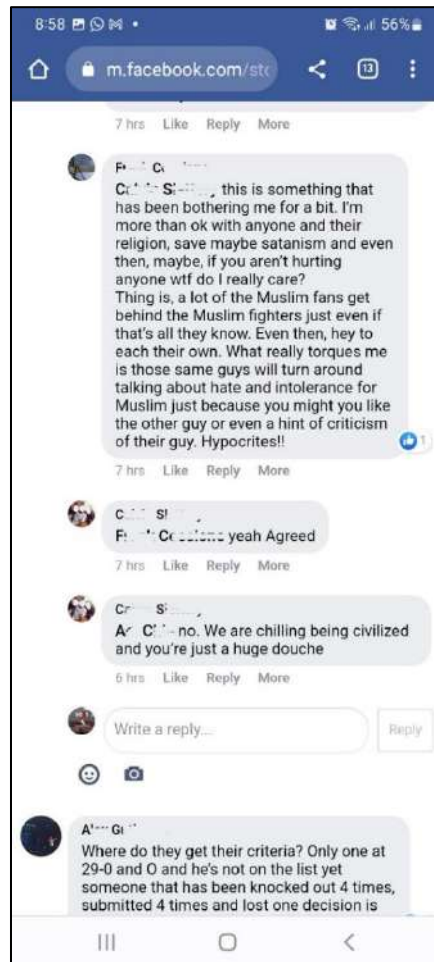 8:58
56%
m.facebook.com/st
13
7 hrs Like Reply More
this is something that
has been bothering me for a bit. I'm
more than ok with anyone and their
religion, save maybe satanism and even
then, maybe, if you aren't hurting
anyone wtf do I really care?
Thing is, a lot of the Muslim fans get
behind the Muslim fighters just even if
that's all they know. Even then, hey to
each their own. What really torques me
is those same guys will turn around
talking about hate and intolerance for
Muslim just because you might you like
the other guy or even a hint of criticism
of their guy. Hypocrites!!
1
7 hrs Like Reply More
yeah Agreed
7 hrs Like Reply More
no. We are chilling being civilized
and you're just a huge douche
6 hrs Like Reply More
Write a reply...
Reply
Where do they get their criteria? Only one at
29-0 and O and he's not on the list yet
someone that has been knocked out 4 times,
submitted 4 times and lost one decision is